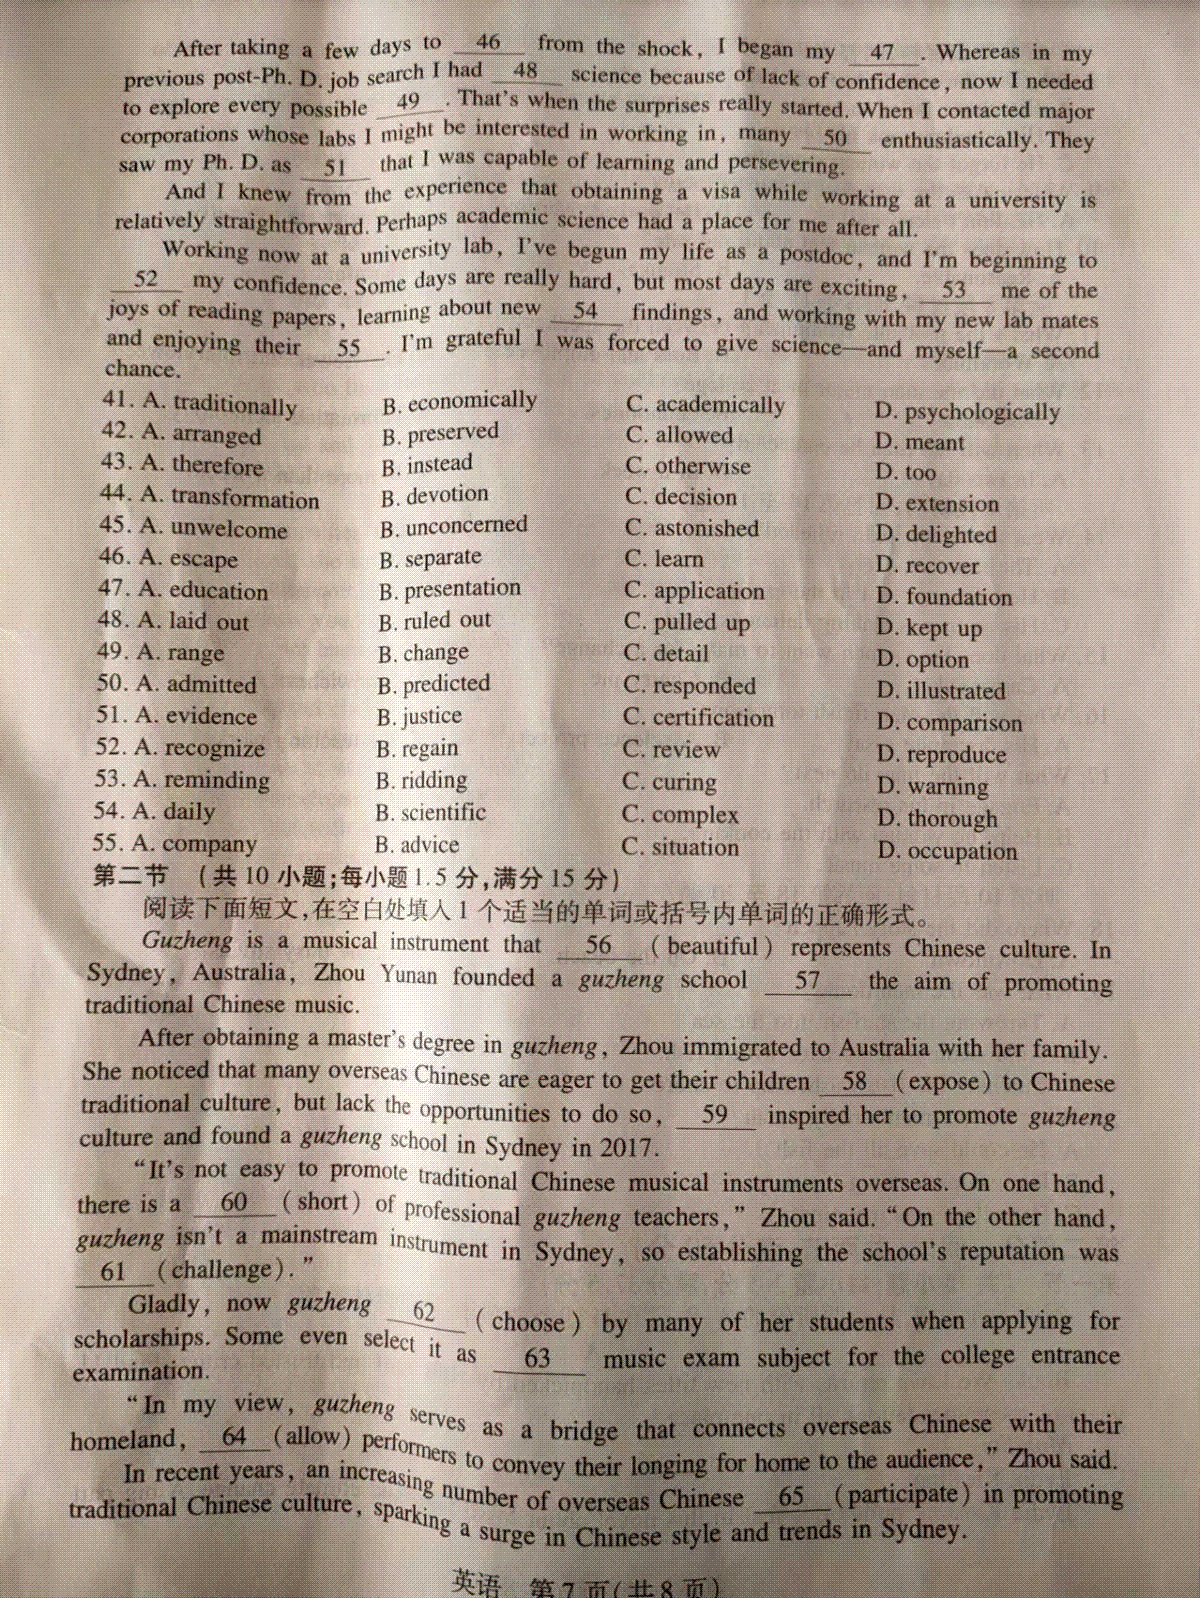 After taking a few days to 46 from the shock, I began my 47 . Whereas in my
previous post-Ph. D. job search I had 48 science because of lack of confidence, now I needed
to explore every possible 49 . That's when the surprises really started. When I contacted major
corporations whose labs I might be interested in working in, many 50 enthusiastically. They
saw my Ph. D. as 51 that I was capable of learning and persevering.
And I knew from the experience that obtaining a visa while working at a university is
relatively straightforward. Perhaps academic science had a place for me after all.
Working now at a university lab, I've begun my life as a postdoc, and I'm beginning to
52 my confidence. Some days are really hard, but most days are exciting, 53 me of the
joys of reading papers, learning about new 54 findings, and working with my new lab mates
and enjoying their 55 . I'm grateful I was forced to give science—and myself—a second
chance.
41. A. traditionally B. economically C. academically D. psychologically
42. A. arranged B. preserved C. allowed D. meant
43. A. therefore B. instead C. otherwise D. too
44. A. transformation B. devotion C. decision D. extension
45. A. unwelcome B. unconcerned C. astonished D. delighted
46. A. escape B. separate C. learn D. recover
47. A. education B. presentation C. application D. foundation
48. A. laid out B. ruled out C. pulled up D. kept up
49. A. range B. change C. detail D. option
50. A. admitted B. predicted C. responded D. illustrated
51. A. evidence B. justice C. certification D. comparison
52. A. recognize B. regain C. review D. reproduce
53. A. reminding B. ridding C. curing D. warning
54. A. daily B. scientific C. complex D. thorough
55. A. company B. advice C. situation D. occupation
第二节 (共 10 小题;每小题 1.5 分,满分 15 分)
阅读下面短文,在空白处填入 1 个适当的单词或括号内单词的正确形式。
Guzheng is a musical instrument that 56 (beautiful) represents Chinese culture. In
Sydney, Australia, Zhou Yunan founded a guzheng school 57 the aim of promoting
traditional Chinese music.
After obtaining a master's degree in guzheng, Zhou immigrated to Australia with her family.
She noticed that many overseas Chinese are eager to get their children 58 (expose) to Chinese
traditional culture, but lack the opportunities to do so, 59 inspired her to promote guzheng
culture and found a guzheng school in Sydney in 2017.
"It's not easy to promote traditional Chinese musical instruments overseas. On one hand,
there is a 60 (short) of professional guzheng teachers," Zhou said. "On the other hand,
guzheng isn't a mainstream instrument in Sydney, so establishing the school's reputation was
61 (challenge)."
Gladly, now guzheng 62 (choose) by many of her students when applying for
scholarships. Some even select it as 63 music exam subject for the college entrance
examination.
"In my view, guzheng serves as a bridge that connects overseas Chinese with their
homeland, 64 (allow) performers to convey their longing for home to the audience," Zhou said.
In recent years, an increasing number of overseas Chinese 65 (participate) in promoting
traditional Chinese culture, sparking a surge in Chinese style and trends in Sydney.
英语 第 7 页(共 8 页)